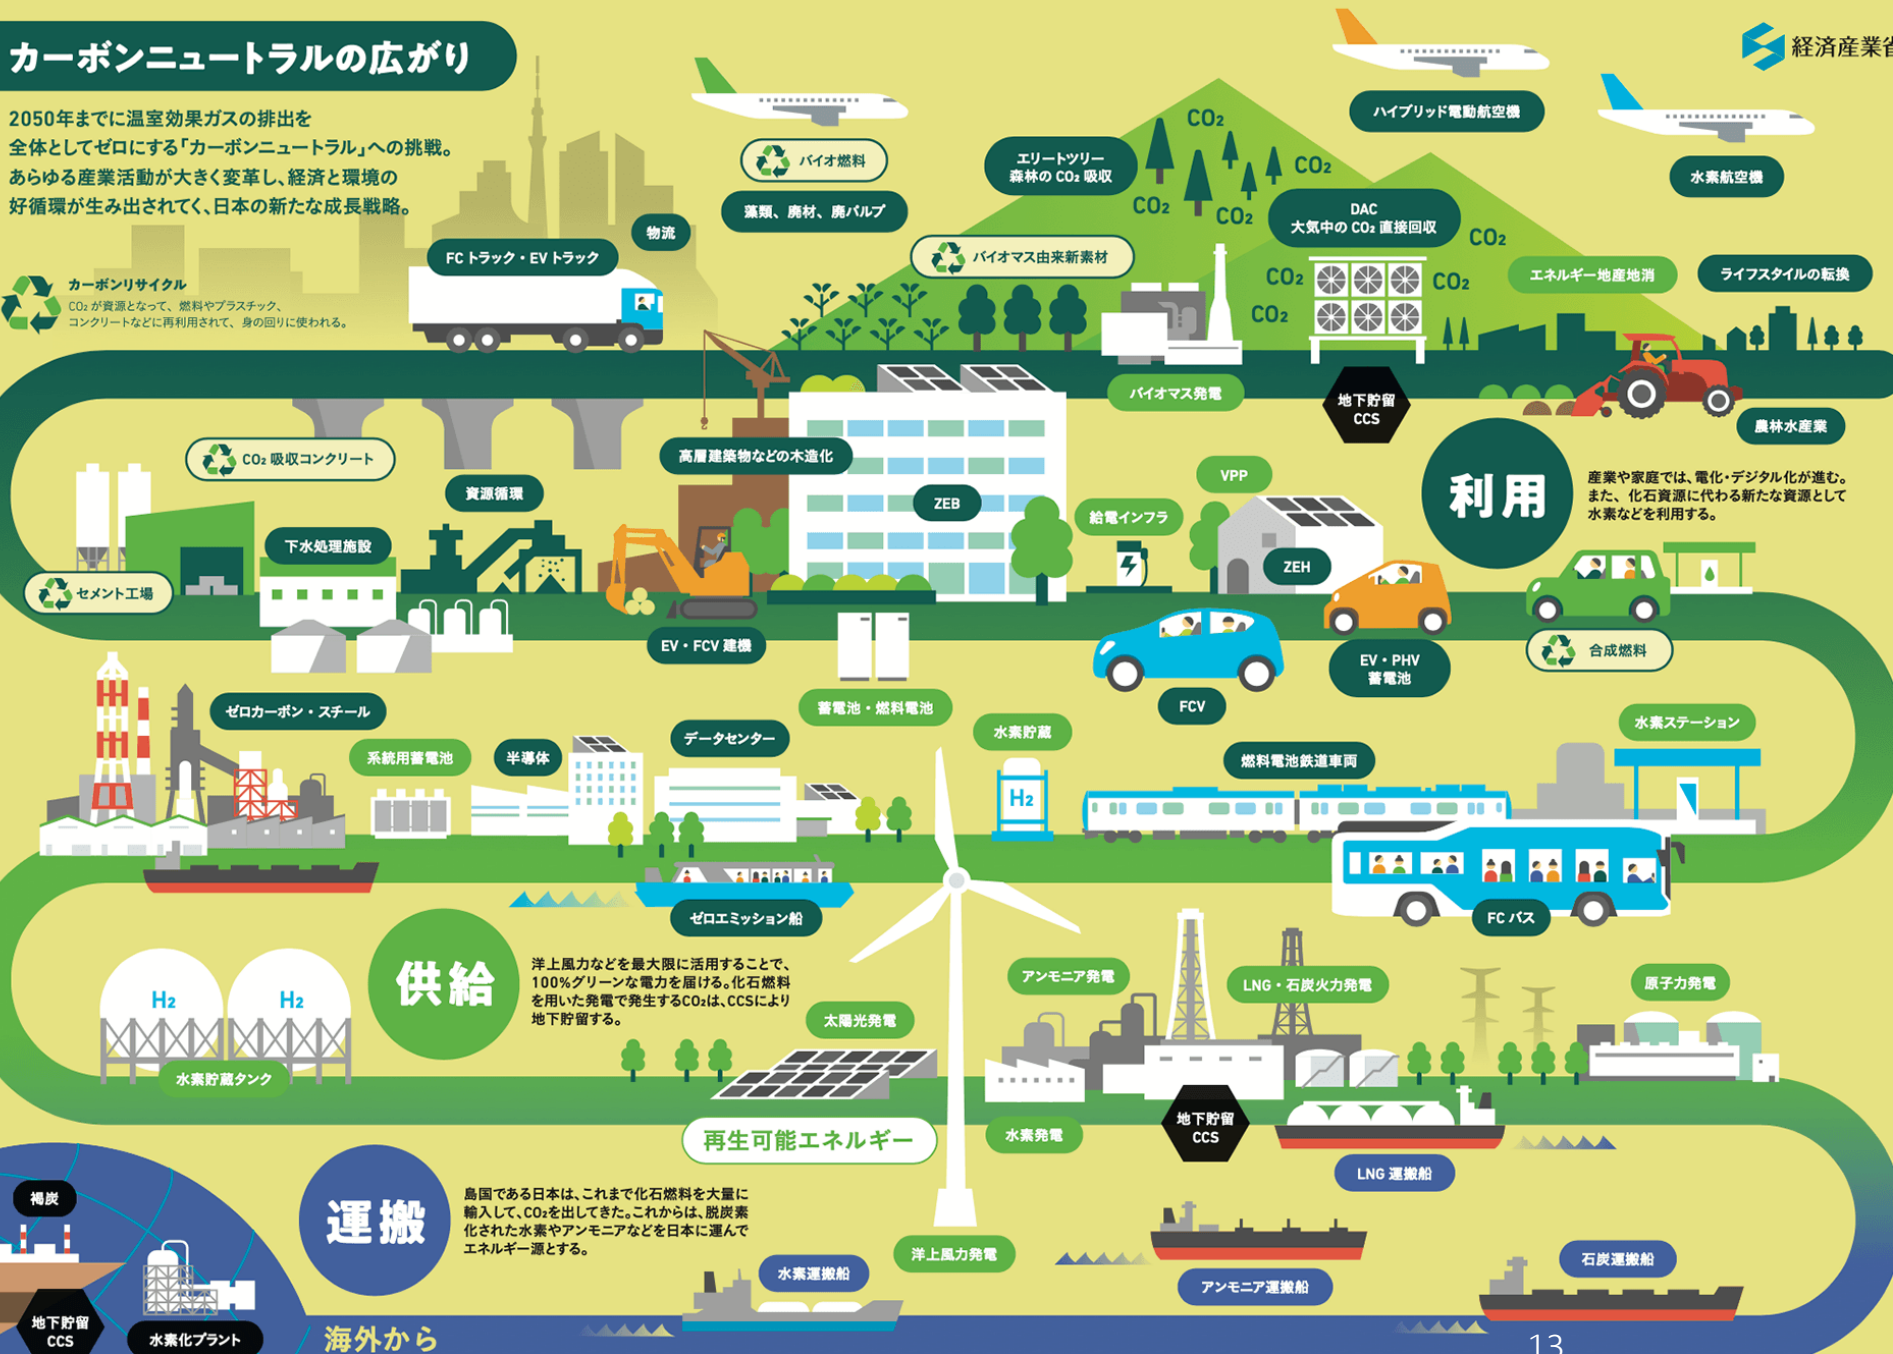 カーボンニュートラルの広がり
2050年までに温室効果ガスの排出を
全体としてゼロにする「カーボンニュートラル」への挑戦。
あらゆる産業活動が大きく変革し、経済と環境の
好循環が生み出されてく、日本の新たな成長戦略。
カーボンリサイクル
CO₂が資源となって、燃料やプラスチック、
コンクリートなどに再利用されて、身の回りに使われる。
経済産業省
FCトラック・EVトラック
物流
バイオ燃料
藻類、廃材、廃パルプ
エリートツリー
森林のCO₂吸収
CO₂
CO₂
CO₂
CO₂
ハイブリッド電動航空機
水素航空機
DAC
大気中のCO₂直接回収
CO₂
CO₂
CO₂
CO₂
バイオマス由来新素材
エネルギー地産地消
ライフスタイルの転換
バイオマス発電
地下貯留
CCS
農林水産業
利用
産業や家庭では、電化・デジタル化が進む。
また、化石資源に代わる新たな資源として
水素などを利用する。
CO₂吸収コンクリート
資源循環
高層建築物などの木造化
ZEB
VPP
給電インフラ
ZEH
下水処理施設
セメント工場
EV・FCV建機
蓄電池・燃料電池
FCV
EV・PHV
蓄電池
合成燃料
ゼロカーボン・スチール
系統用蓄電池
半導体
データセンター
水素貯蔵
H₂
燃料電池鉄道車両
水素ステーション
ゼロエミッション船
FCバス
供給
洋上風力などを最大限に活用することで、
100%グリーンな電力を届ける。化石燃料
を用いた発電で発生するCO₂は、CCSにより
地下貯留する。
H₂
H₂
水素貯蔵タンク
太陽光発電
アンモニア発電
LNG・石炭火力発電
原子力発電
再生可能エネルギー
水素発電
地下貯留
CCS
LNG運搬船
運搬
島国である日本は、これまで化石燃料を大量に
輸入して、CO₂を出してきた。これからは、脱炭素
化された水素やアンモニアなどを日本に運んで
エネルギー源とする。
洋上風力発電
水素運搬船
アンモニア運搬船
石炭運搬船
褐炭
地下貯留
CCS
水素化プラント
海外から
13